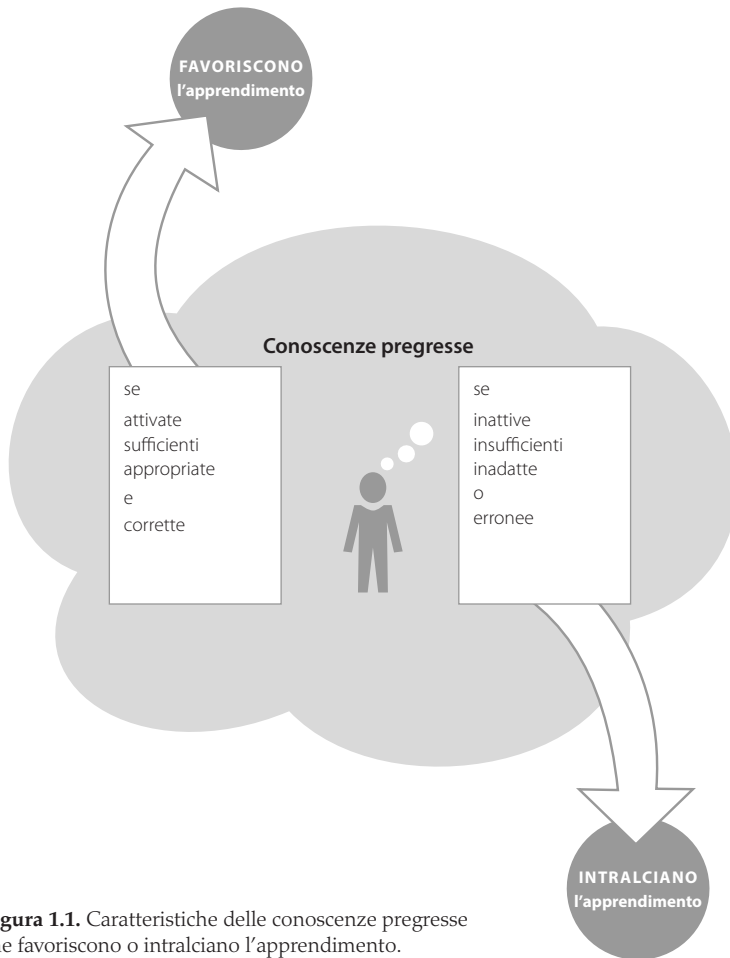 FAVORISCONO
l'apprendimento
Conoscenze pregresse
se
attivate
sufficienti
appropriate
e
corrette
se
inattive
insufficienti
inadatte
o
erronee
INTRALCIANO
l'apprendimento
gura 1.1. Caratteristiche delle conoscenze pregresse
ne favoriscono o intralciano l'apprendimento.